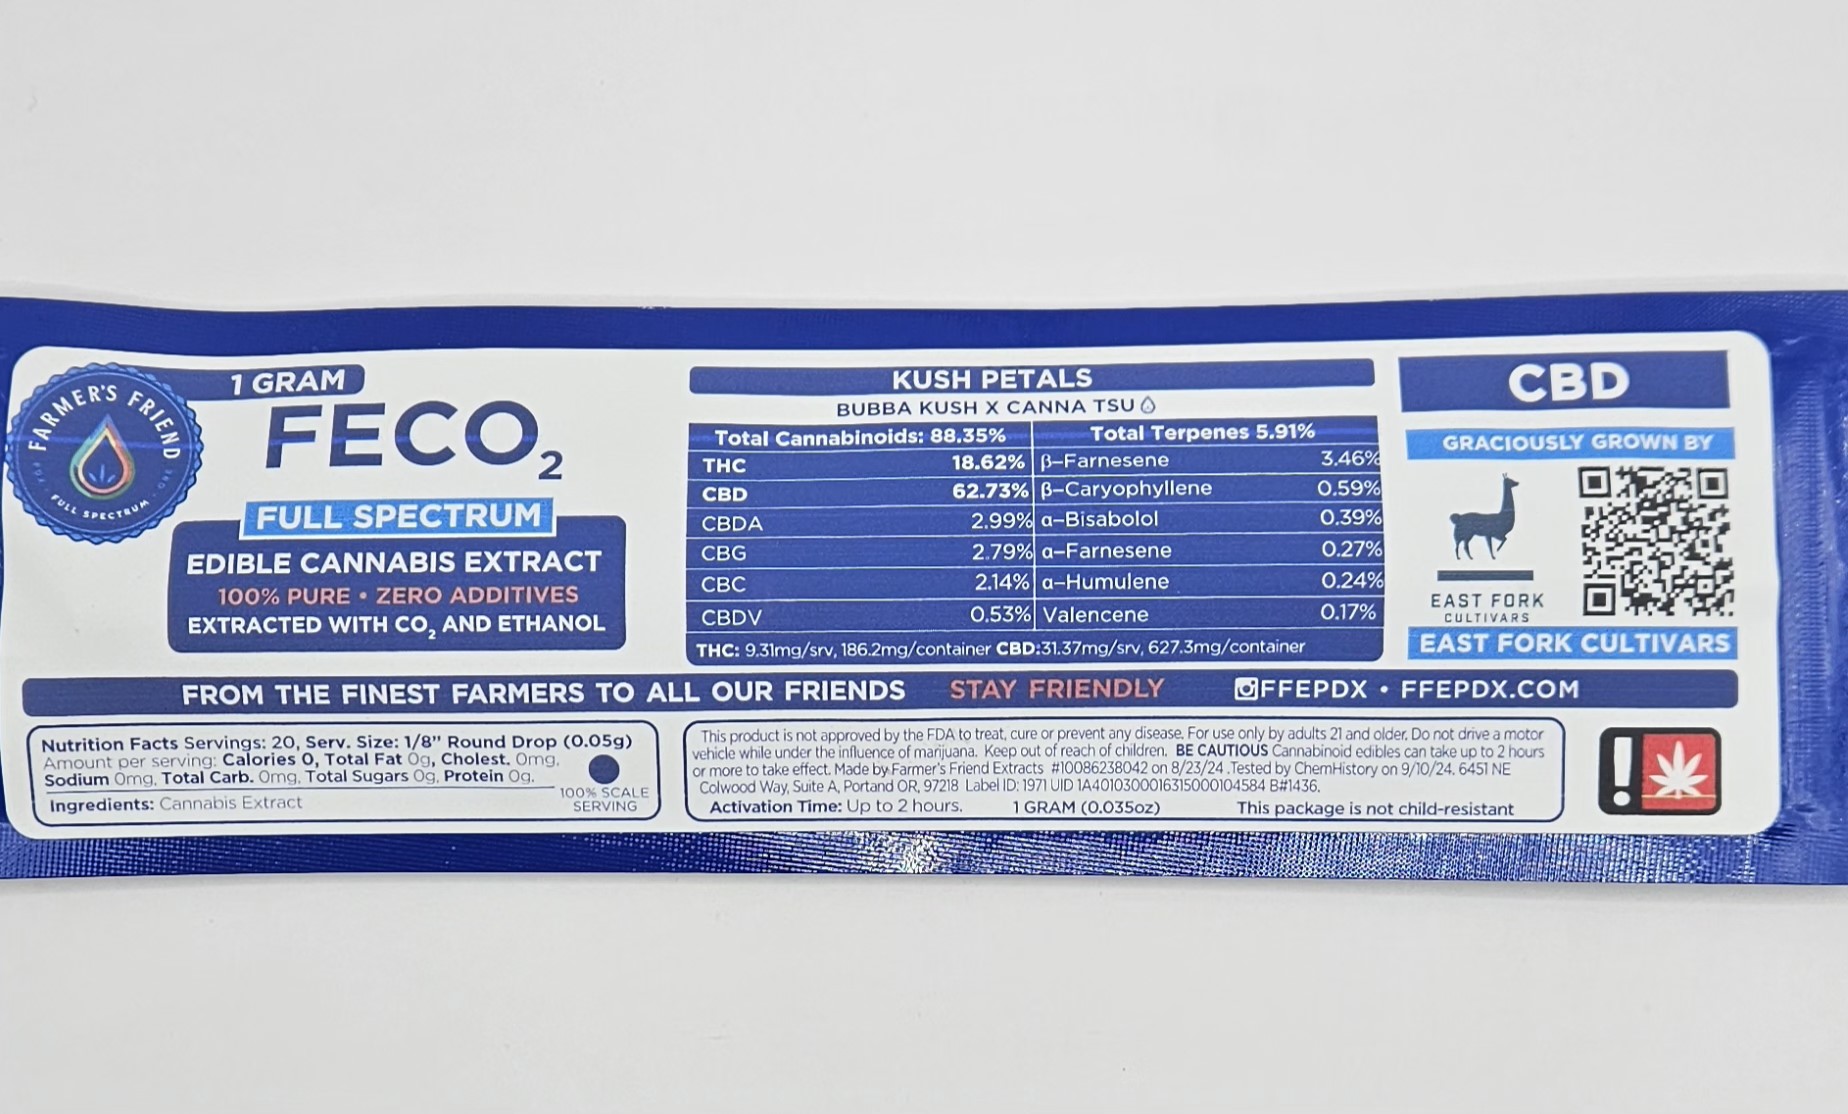 FARMER'S FRIEND
FULL SPECTRUM
1 GRAM
FECO₂
FULL SPECTRUM
EDIBLE CANNABIS EXTRACT
100% PURE • ZERO ADDITIVES
EXTRACTED WITH CO₂ AND ETHANOL
KUSH PETALS
BUBBA KUSH X CANNA TSU
Total Cannabinoids: 88.35% Total Terpenes 5.91%
THC 18.62% β-Farnesene 3.46%
CBD 62.73% β-Caryophyllene 0.59%
CBDA 2.99% α-Bisabolol 0.39%
CBG 2.79% α-Farnesene 0.27%
CBC 2.14% α-Humulene 0.24%
CBDV 0.53% Valencene 0.17%
THC: 9.31mg/srv, 186.2mg/container CBD:31.37mg/srv, 627.3mg/container
CBD
GRACIOUSLY GROWN BY
EAST FORK
CULTIVARS
EAST FORK CULTIVARS
FROM THE FINEST FARMERS TO ALL OUR FRIENDS STAY FRIENDLY FFEPDX • FFEPDX.COM
Nutrition Facts Servings: 20, Serv. Size: 1/8" Round Drop (0.05g)
Amount per serving: Calories 0, Total Fat 0g, Cholest. 0mg,
Sodium 0mg, Total Carb. 0mg, Total Sugars 0g, Protein 0g.
Ingredients: Cannabis Extract
100% SCALE
SERVING
This product is not approved by the FDA to treat, cure or prevent any disease. For use only by adults 21 and older. Do not drive a motor
vehicle while under the influence of marijuana. Keep out of reach of children. BE CAUTIOUS Cannabinoid edibles can take up to 2 hours
or more to take effect. Made by Farmer's Friend Extracts #10086238042 on 8/23/24 .Tested by ChemHistory on 9/10/24. 6451 NE
Colwood Way, Suite A, Portand OR, 97218 Label ID: 1971 UID 1A4010300016315000104584 B#1436.
Activation Time: Up to 2 hours. 1 GRAM (0.035oz) This package is not child-resistant
!